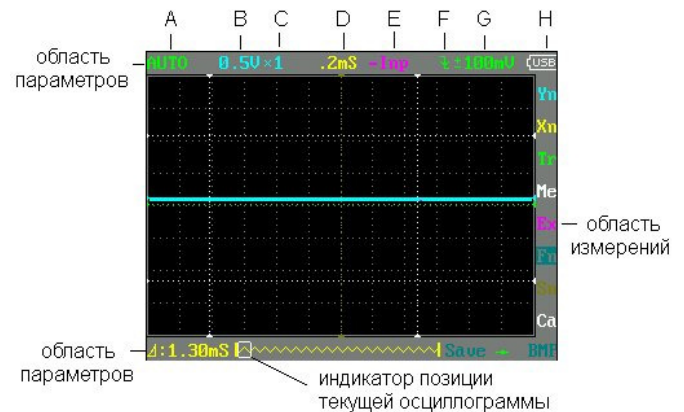 A B C D E F G H
область
параметров
AUTO 0.5V×1 .2mS -Inp ±100mV USB
Yn
Xn
Tr
Me
Ex
область
измерений
Fn
Ca
область
параметров
⊿:1.30mS Save BMP
индикатор позиции
текущей осциллограммы